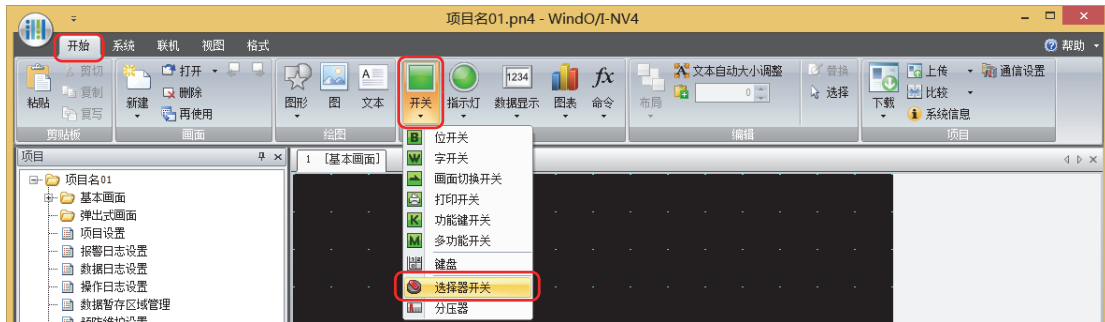 项目名01.pn4 - WindO/I-NV4
开始 系统 联机 视图 格式 帮助
粘贴 剪切 复制 复写
新建 打开 删除 再使用
图形 图 文本
开关 指示灯 数据显示 图表 命令
1234
fx
布局 文本自动大小调整 0
替换 选择
下载 上传 比较 系统信息 通信设置
剪贴板 画面 绘图 编辑 项目
项目
1 [基本画面]
项目名01
基本画面
弹出式画面
项目设置
报警日志设置
数据日志设置
操作日志设置
数据暂存区域管理
预防维护设置
B 位开关
W 字开关
画面切换开关
打印开关
K 功能键开关
M 多功能开关
键盘
选择器开关
分压器